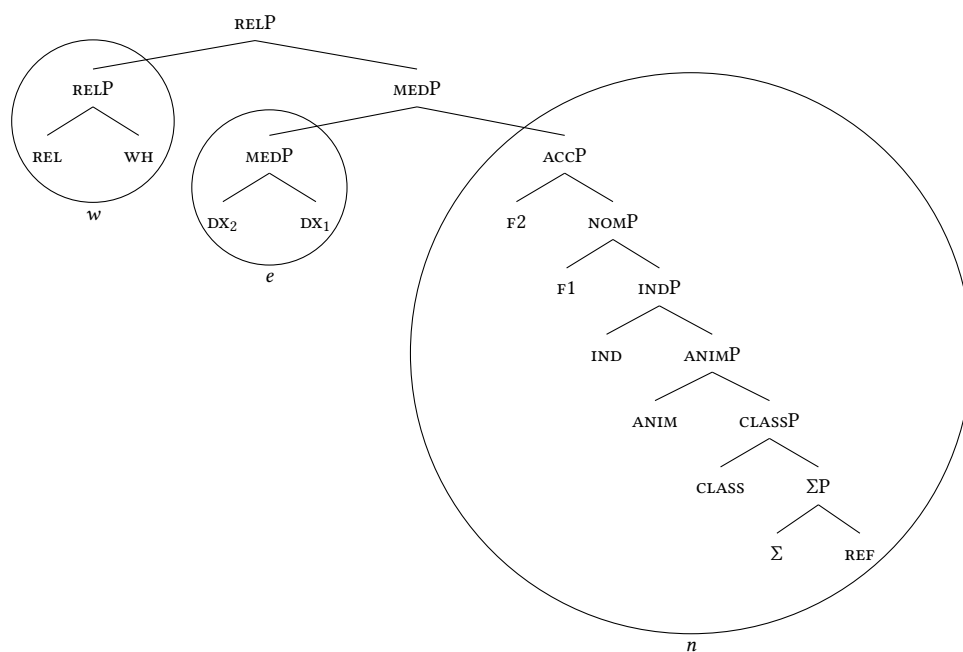 RELP
RELP MEDP
REL WH MEDP ACCP
w DX₂ DX₁ F2 NOMP
e F1 INDP
IND ANIMP
ANIM CLASSP
CLASS ΣP
Σ REF
n